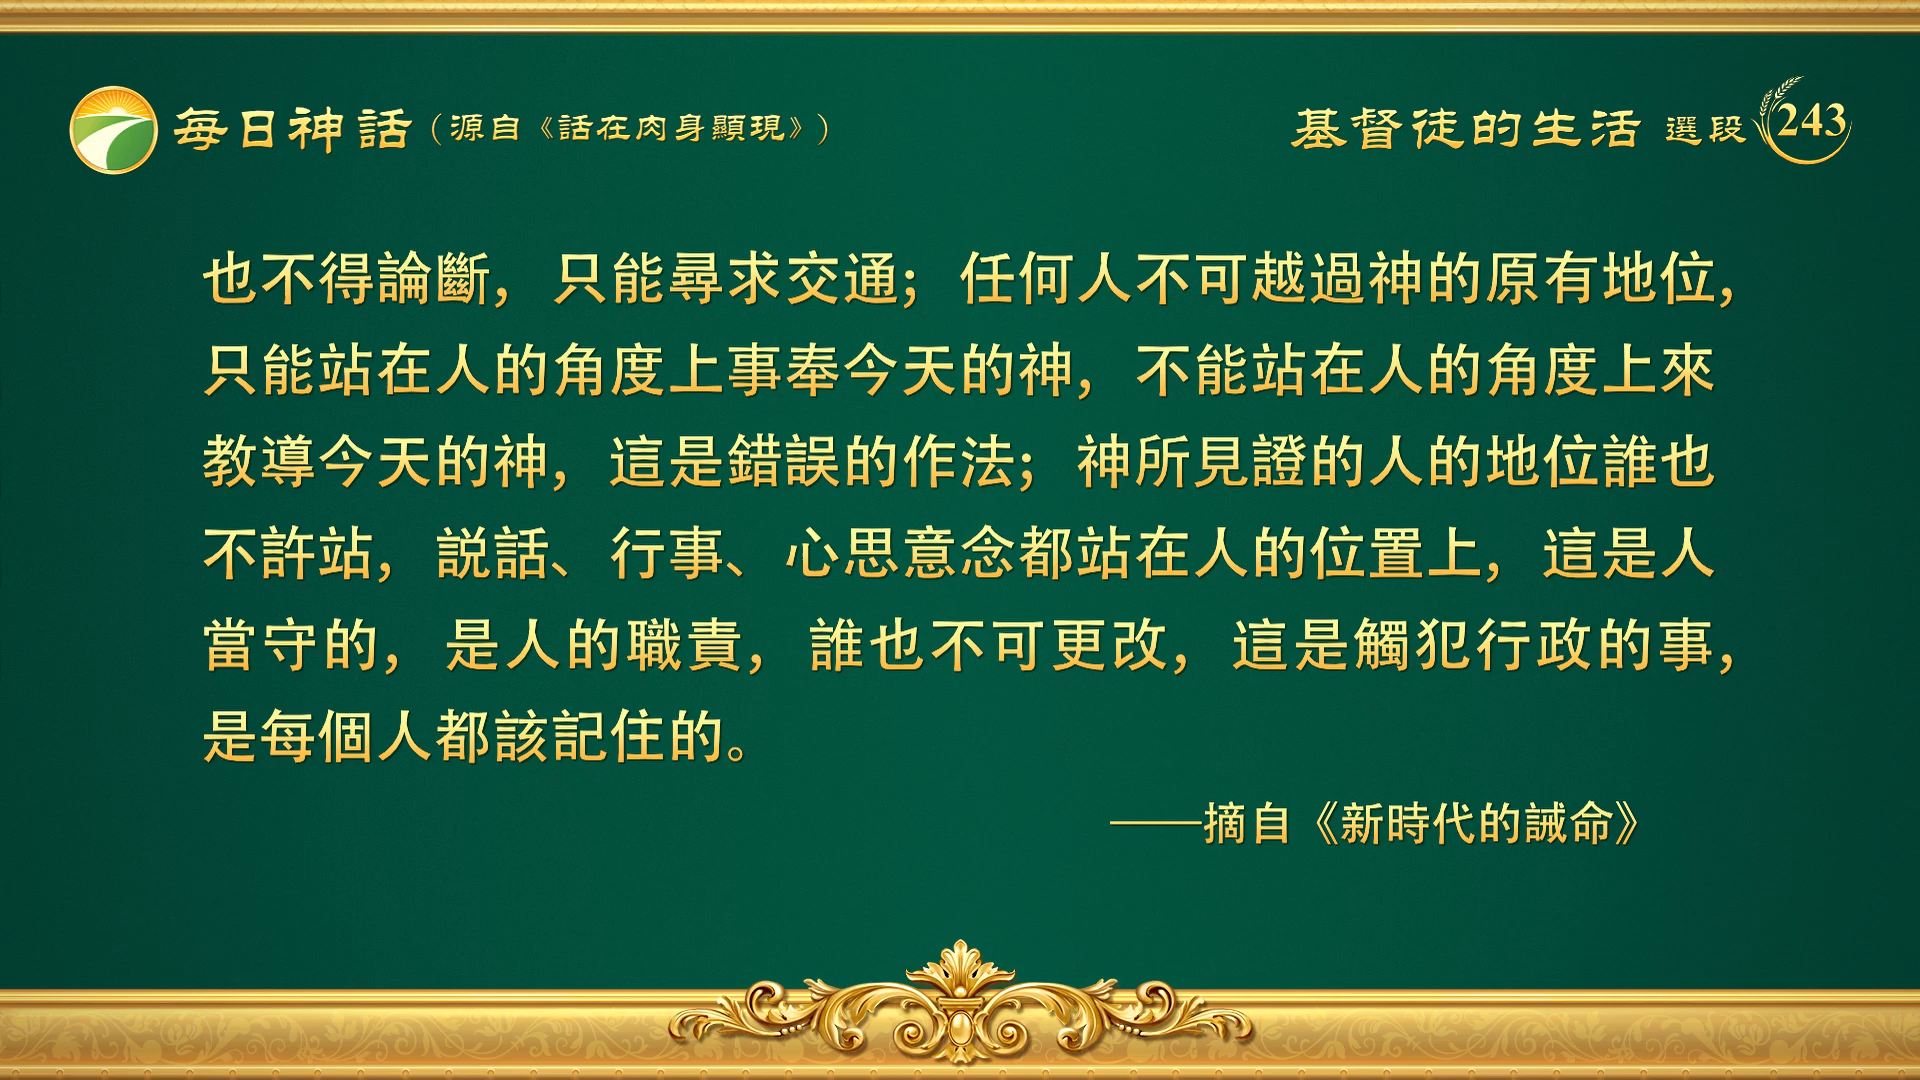 每日神話（源自《話在肉身顯現》）
基督徒的生活 選段 243
也不得論斷，只能尋求交通；任何人不可越過神的原有地位，
只能站在人的角度上事奉今天的神，不能站在人的角度上來
教導今天的神，這是錯誤的作法；神所見證的人的地位誰也
不許站，説話、行事、心思意念都站在人的位置上，這是人
當守的，是人的職責，誰也不可更改，這是觸犯行政的事，
是每個人都該記住的。
——摘自《新時代的誡命》